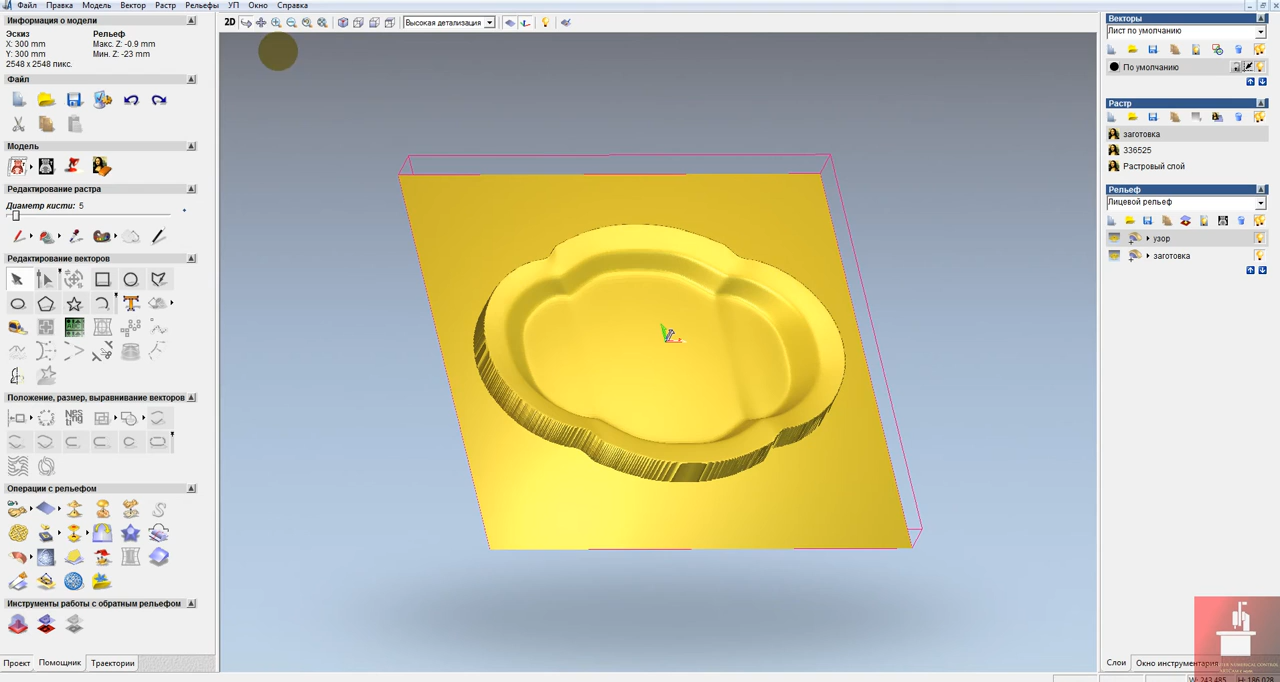 Файл Правка Модель Вектор Растр Рельефы УП Окно Справка
Информация о модели
Эскиз Рельеф
X: 300 mm Макс. Z: -0.9 mm
Y: 300 mm Мин. Z: -23 mm
2548 x 2548 пикс.
Файл
Модель
Редактирование растра
Диаметр кисти: 5
Редактирование векторов
Положение, размер, выравнивание векторов
Операции с рельефом
Инструменты работы с обратным рельефом
Проект Помощник Траектории
2D Высокая детализация
Векторы
Лист по умолчанию
По умолчанию
Растр
заготовка
336525
Растровый слой
Рельеф
Лицевой рельеф
узор
заготовка
Слои Окно инструментария